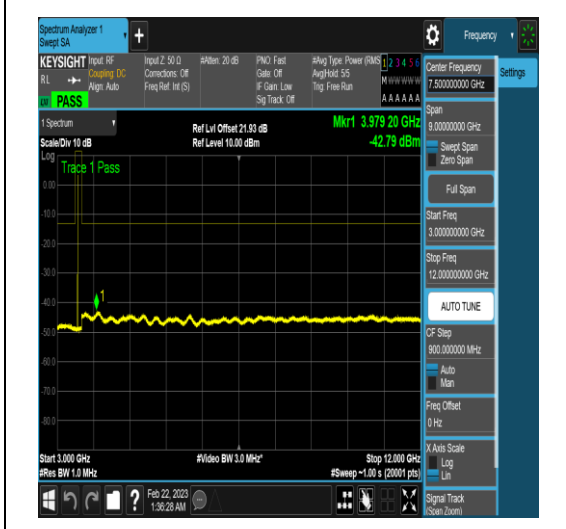 Spectrum Analyzer 1
Swept SA
Frequency
KEYSIGHT Input: RF Input Z: 50 Ω #Atten: 20 dB PNO: Fast #Avg Type: Power (RMS 1 2 3 4 5 6
RL Coupling: DC Corrections: Off Gate: Off Avg|Hold: 5/5 M W W W W W
Align: Auto Freq Ref: Int (S) IF Gain: Low Trig: Free Run
Sig Track: Off A A A A A A
PASS
1 Spectrum
Scale/Div 10 dB
Ref Lvl Offset 21.93 dB
Ref Level 10.00 dBm
Mkr1 3.979 20 GHz
-42.79 dBm
Log
Trace 1 Pass
0.00
-10.0
-20.0
-30.0
-40.0
-50.0
-60.0
-70.0
-80.0
1
Start 3.000 GHz #Video BW 3.0 MHz* Stop 12.000 GHz
#Res BW 1.0 MHz #Sweep ~1.00 s (20001 pts)
Feb 22, 2023
1:36:28 AM
Center Frequency
7.500000000 GHz
Settings
Span
9.00000000 GHz
Swept Span
Zero Span
Full Span
Start Freq
3.000000000 GHz
Stop Freq
12.000000000 GHz
AUTO TUNE
CF Step
900.000000 MHz
Auto
Man
Freq Offset
0 Hz
X Axis Scale
Log
Lin
Signal Track
(Span Zoom)